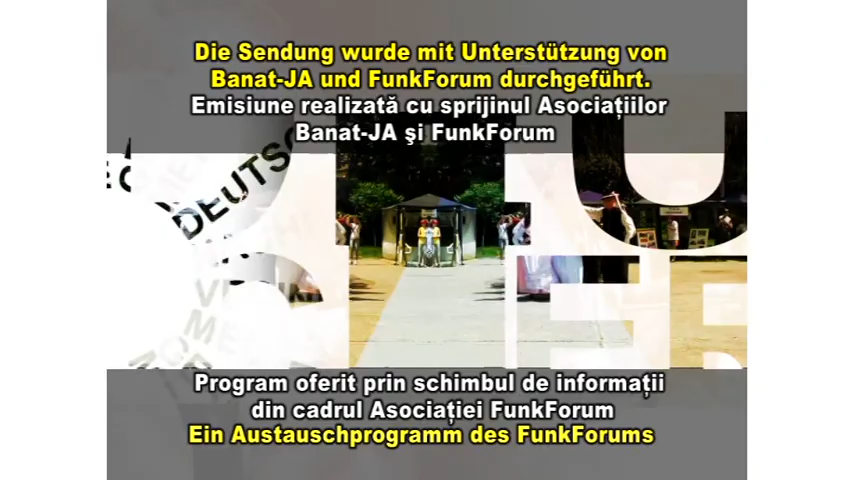 Die Sendung wurde mit Unterstützung von
Banat-JA und FunkForum durchgeführt.
Emisiune realizată cu sprijinul Asociațiilor
Banat-JA şi FunkForum
DEUTSC
Program oferit prin schimbul de informații
din cadrul Asociației FunkForum
Ein Austauschprogramm des FunkForums